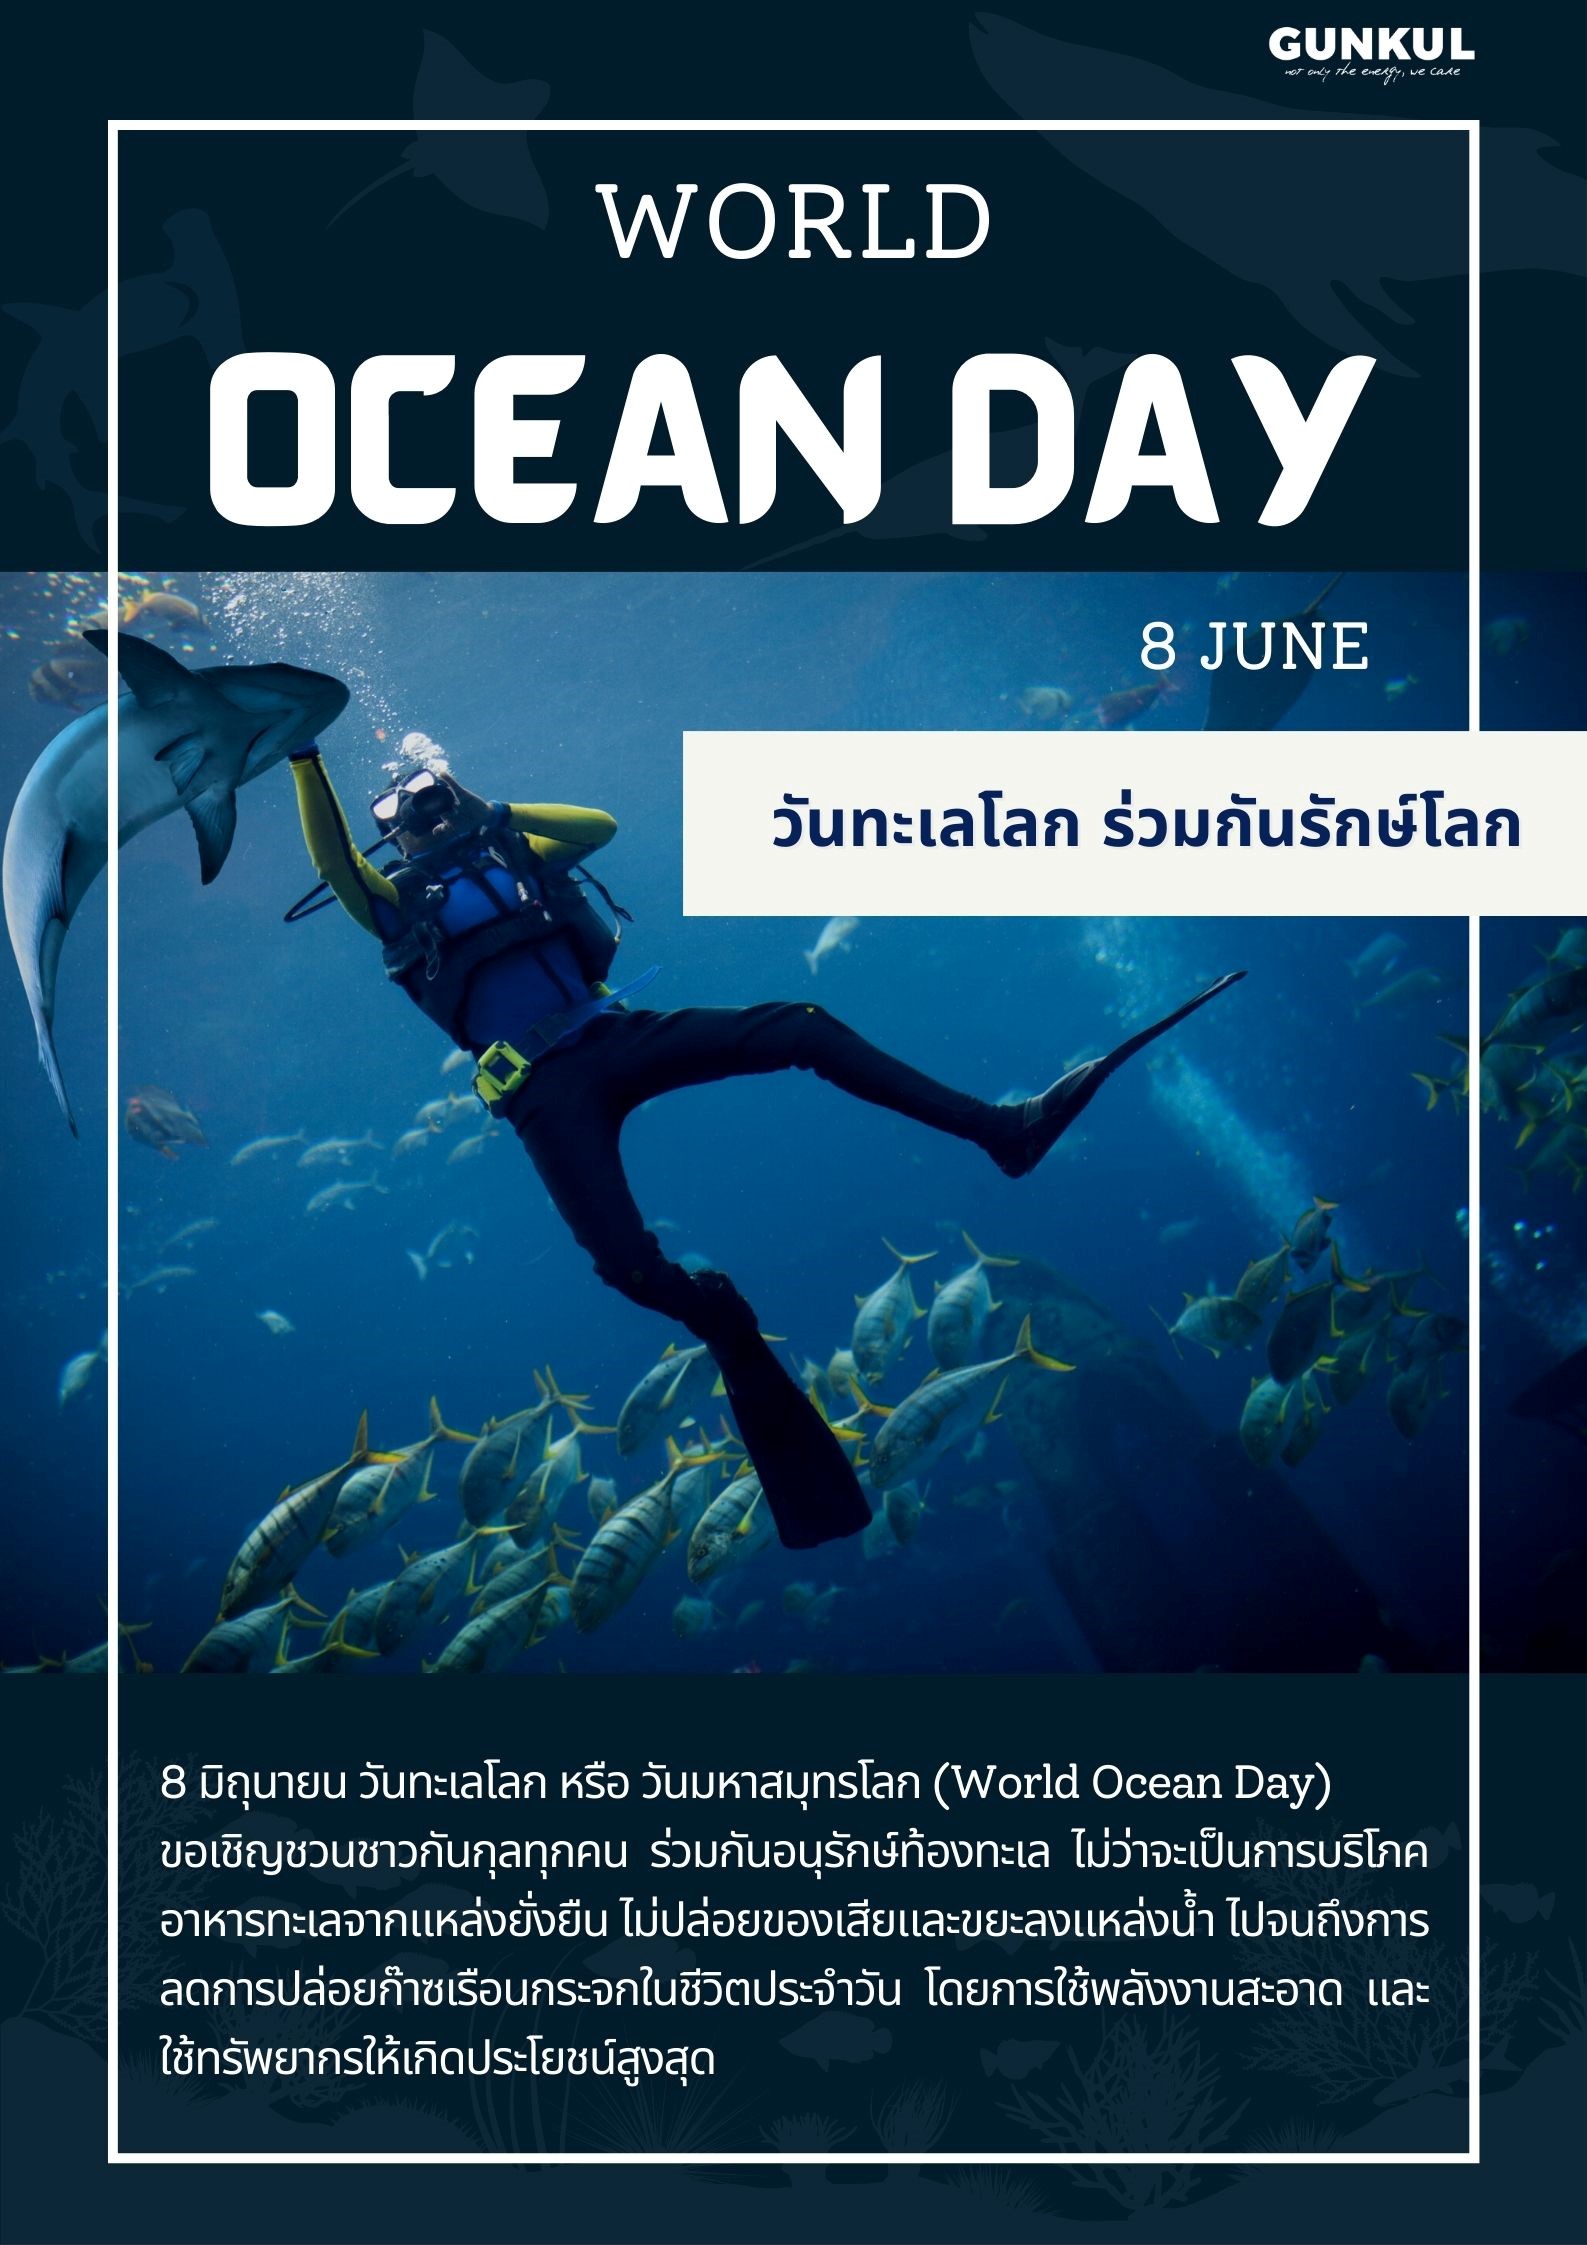 GUNKUL
not only the energy, we care
WORLD
OCEAN DAY
8 JUNE
วันทะเลโลก ร่วมกันรักษ์โลก
8 มิถุนายน วันทะเลโลก หรือ วันมหาสมุทรโลก (World Ocean Day)
ขอเชิญชวนชาวกันกุลทุกคน ร่วมกันอนุรักษ์ท้องทะเล ไม่ว่าจะเป็นการบริโภค
อาหารทะเลจากแหล่งยั่งยืน ไม่ปล่อยของเสียและขยะลงแหล่งน้ำ ไปจนถึงการ
ลดการปล่อยก๊าซเรือนกระจกในชีวิตประจำวัน โดยการใช้พลังงานสะอาด และ
ใช้ทรัพยากรให้เกิดประโยชน์สูงสุด